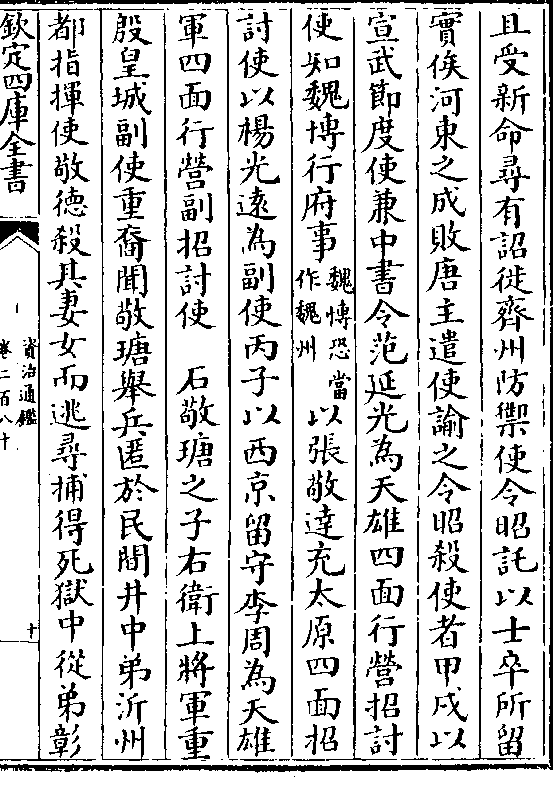 且受新命尋有詔徙齊州防禦使令昭託以士卒所留
實俟河東之成敗唐主遣使諭之令昭殺使者甲戌以
宣武節度使兼中書令范延光為天雄四面行營招討
使知魏博行府事魏博恐當作魏州以張敬達充太原四面招
討使以楊光遠為副使丙子以西京留守李周為天雄
軍四面行營副招討使　石敬瑭之子右衛上將軍重
殷皇城副使重裔聞敬瑭舉兵匿於民間井中弟沂州
都指揮使敬德殺其妻女而逃尋捕得死獄中從弟彰
欽定四庫全書
資治通鑑
卷二百八十
十